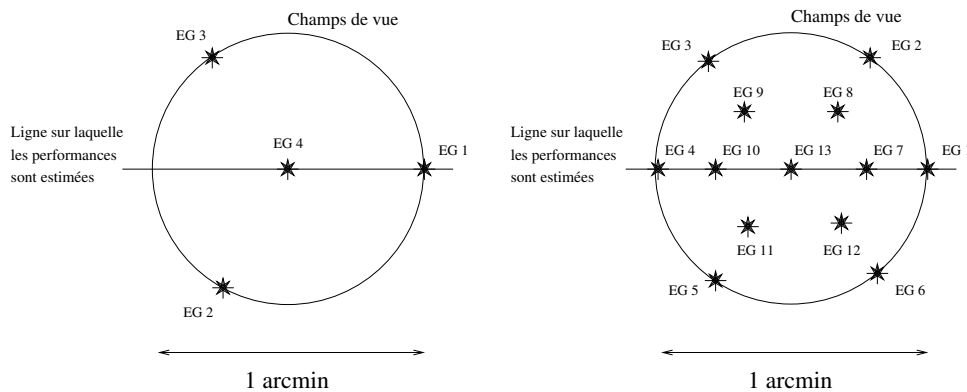 Champs de vue
EG 3
Ligne sur laquelle
les performances
sont estimées
EG 4
EG 1
EG 2
1 arcmin
Champs de vue
EG 3
EG 2
EG 9
EG 8
Ligne sur laquelle
les performances
sont estimées
EG 4
EG 10
EG 13
EG 7
EG
EG 11
EG 12
EG 5
EG 6
1 arcmin